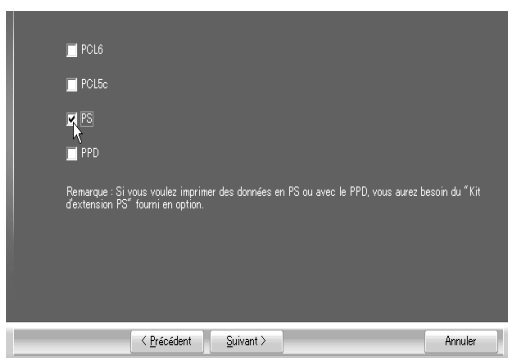 PCL6
PCL5c
PS
PPD
Remarque : Si vous voulez imprimer des données en PS ou avec le PPD, vous aurez besoin du "Kit
d'extension PS" fourni en option.
< Précédent
Suivant >
Annuler